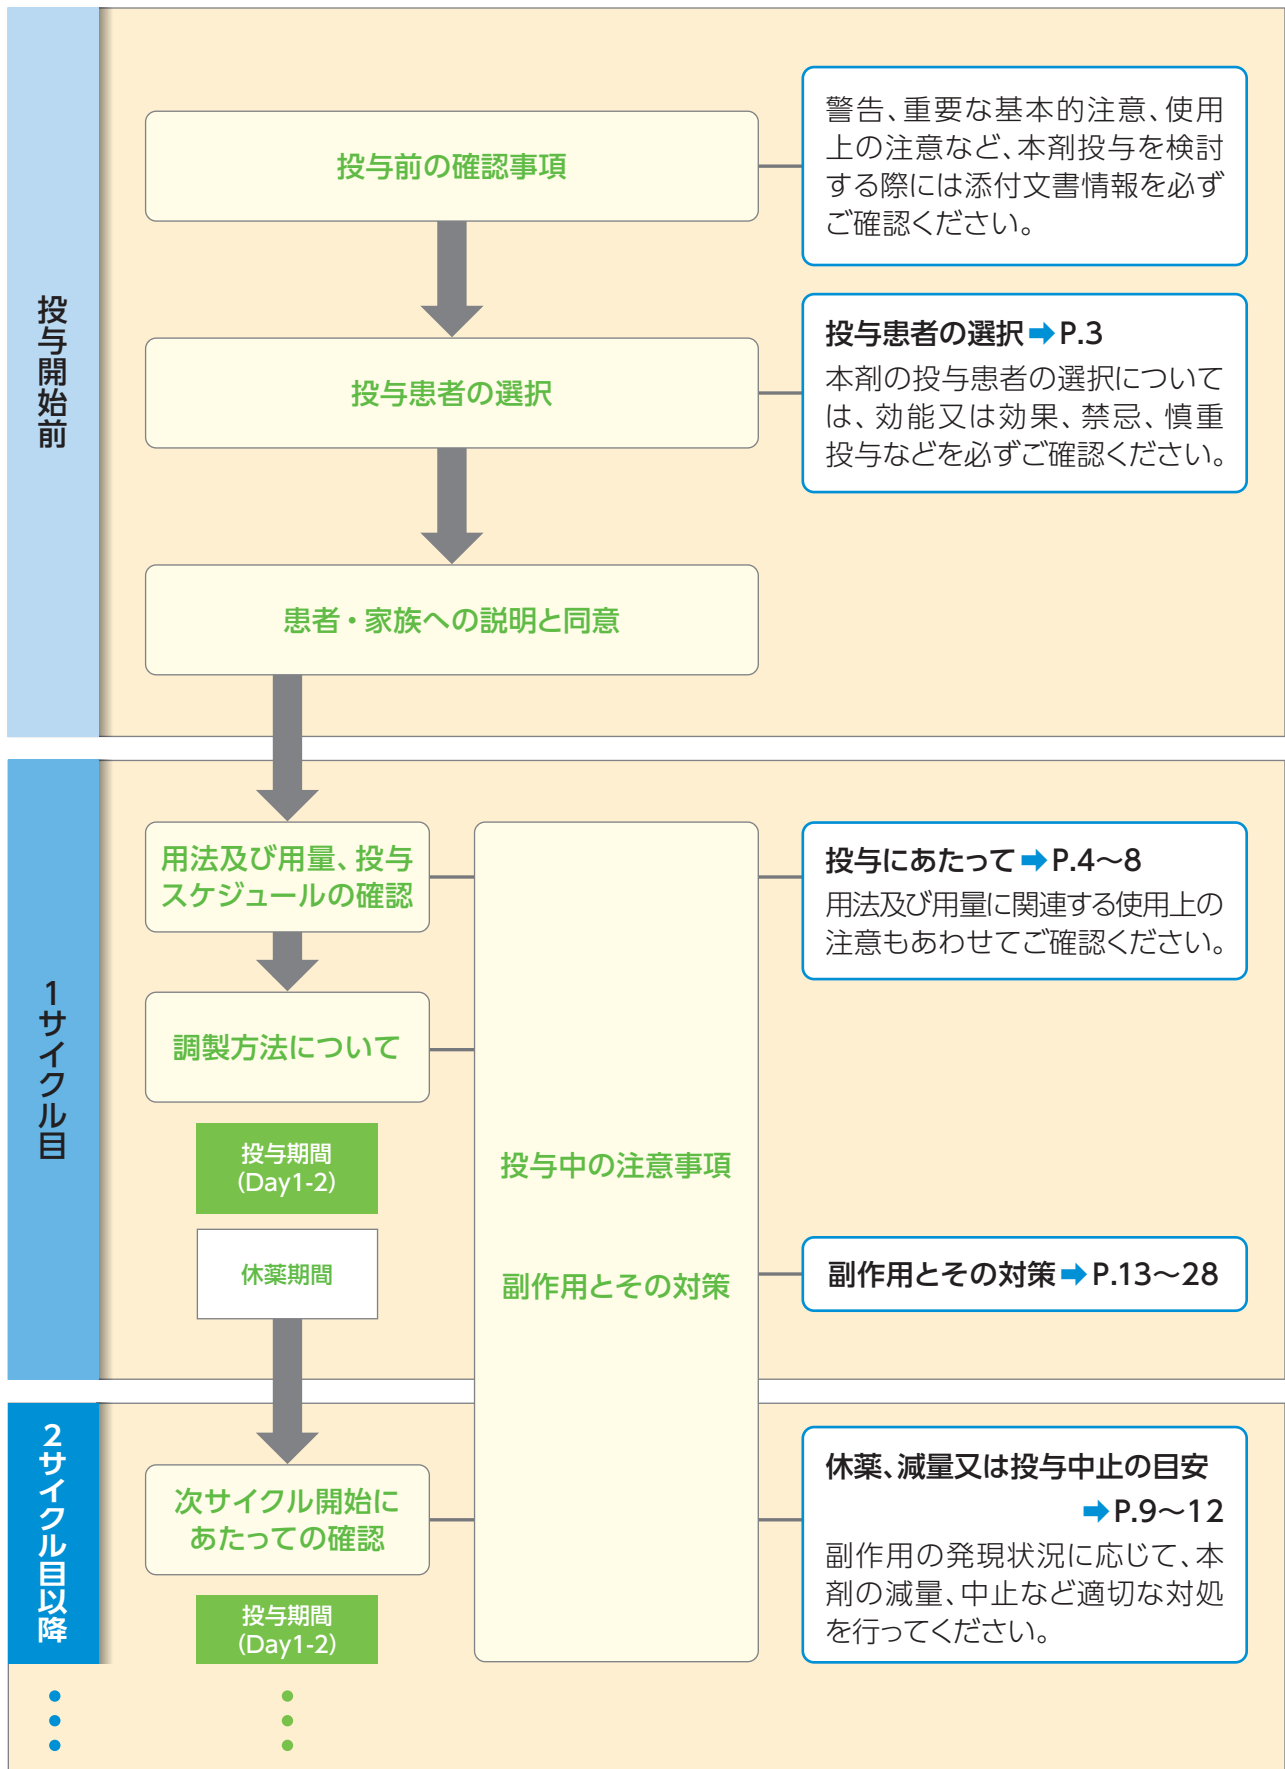 投与開始前
投与前の確認事項
警告、重要な基本的注意、使用
上の注意など、本剤投与を検討
する際には添付文書情報を必ず
ご確認ください。
投与患者の選択
投与患者の選択➡P.3
本剤の投与患者の選択について
は、効能又は効果、禁忌、慎重
投与などを必ずご確認ください。
患者・家族への説明と同意
1サイクル目
用法及び用量、投与
スケジュールの確認
調製方法について
投与期間
(Day1-2)
休薬期間
投与中の注意事項
副作用とその対策
投与にあたって➡P.4～8
用法及び用量に関連する使用上の
注意もあわせてご確認ください。
副作用とその対策➡P.13～28
2サイクル目以降
次サイクル開始に
あたっての確認
投与期間
(Day1-2)
休薬、減量又は投与中止の目安
➡P.9～12
副作用の発現状況に応じて、本
剤の減量、中止など適切な対処
を行ってください。